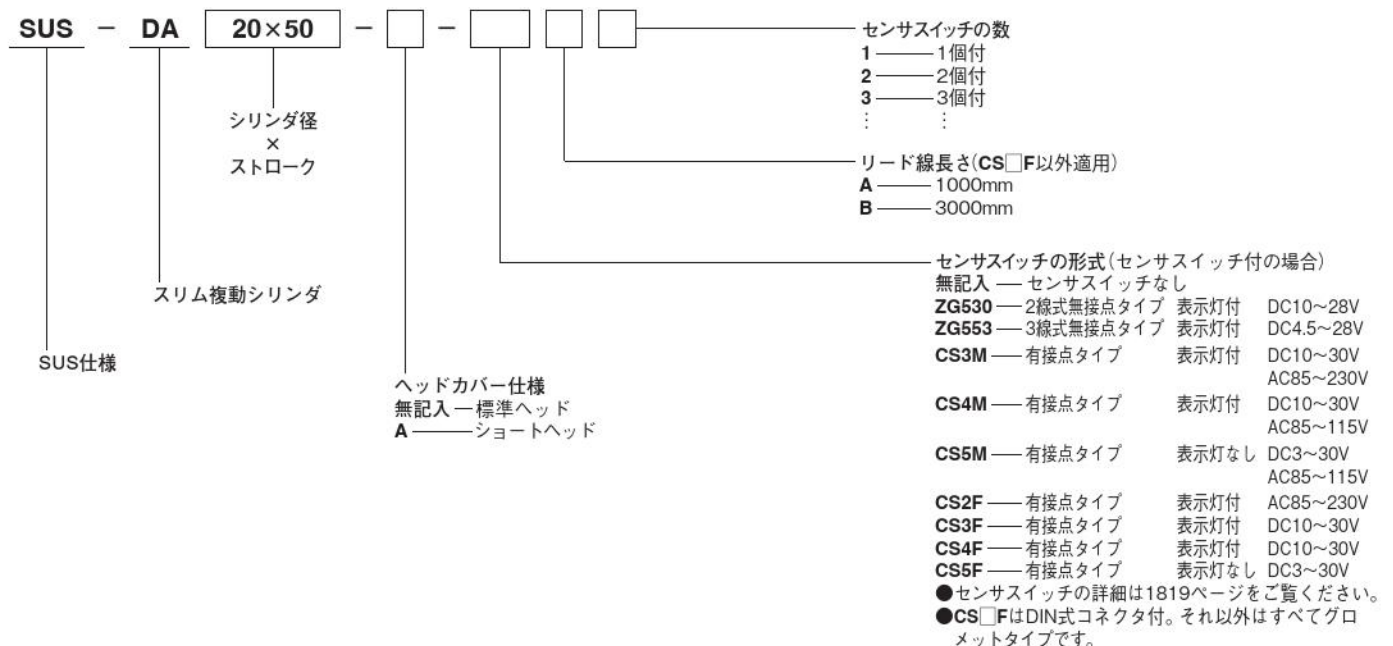 SUS − DA 20×50 − □ − □ □ □
センサスイッチの数
1 — 1個付
2 — 2個付
3 — 3個付
⋮ ⋮
シリンダ径
×
ストローク
リード線長さ(CS□F以外適用)
A — 1000mm
B — 3000mm
スリム複動シリンダ
SUS仕様
ヘッドカバー仕様
無記入 — 標準ヘッド
A — ショートヘッド
センサスイッチの形式(センサスイッチ付の場合)
無記入 — センサスイッチなし
ZG530 — 2線式無接点タイプ 表示灯付 DC10〜28V
ZG553 — 3線式無接点タイプ 表示灯付 DC4.5〜28V
CS3M — 有接点タイプ 表示灯付 DC10〜30V
AC85〜230V
CS4M — 有接点タイプ 表示灯付 DC10〜30V
AC85〜115V
CS5M — 有接点タイプ 表示灯なし DC3〜30V
AC85〜115V
CS2F — 有接点タイプ 表示灯付 AC85〜230V
CS3F — 有接点タイプ 表示灯付 DC10〜30V
CS4F — 有接点タイプ 表示灯付 DC10〜30V
CS5F — 有接点タイプ 表示灯なし DC3〜30V
●センサスイッチの詳細は1819ページをご覧ください。
●CS□FはDIN式コネクタ付。それ以外はすべてグロ
メットタイプです。